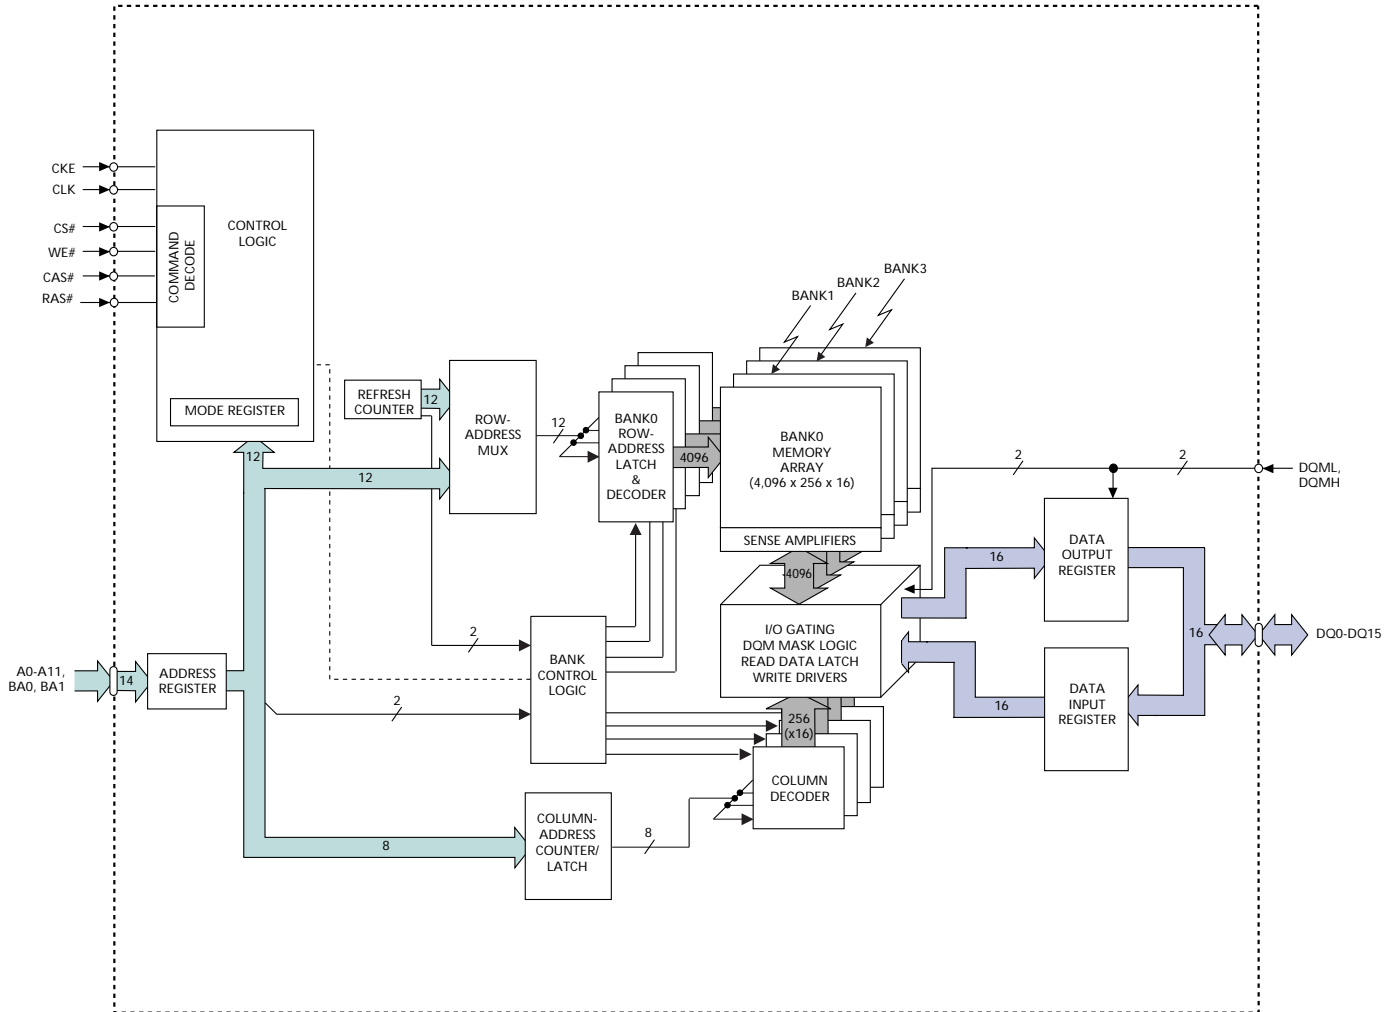 CKE
CLK
CS#
WE#
CAS#
RAS#
COMMAND
DECODE
CONTROL
LOGIC
MODE REGISTER
12
12
REFRESH
COUNTER
12
ROW-
ADDRESS
MUX
12
BANK0
ROW-
ADDRESS
LATCH
&
DECODER
4096
BANK1
BANK2
BANK3
BANK0
MEMORY
ARRAY
(4,096 x 256 x 16)
SENSE AMPLIFIERS
4096
I/O GATING
DQM MASK LOGIC
READ DATA LATCH
WRITE DRIVERS
256
(x16)
COLUMN
DECODER
2
2
DQML,
DQMH
DATA
OUTPUT
REGISTER
16
16
16
DATA
INPUT
REGISTER
DQ0-DQ15
A0-A11,
BA0, BA1
14
ADDRESS
REGISTER
2
2
BANK
CONTROL
LOGIC
8
COLUMN-
ADDRESS
COUNTER/
LATCH
8